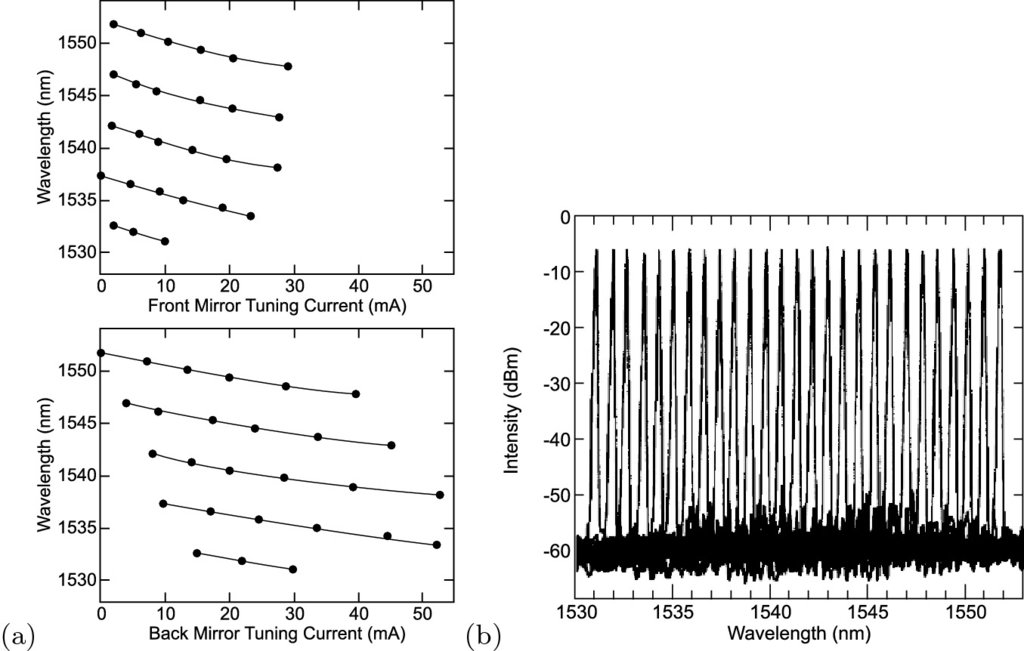 1550
1545
1540
1535
1530
Wavelength (nm)
0 10 20 30 40 50
Front Mirror Tuning Current (mA)
1550
1545
1540
1535
1530
Wavelength (nm)
0 10 20 30 40 50
Back Mirror Tuning Current (mA)
(a)
0
-10
-20
-30
-40
-50
-60
Intensity (dBm)
1530 1535 1540 1545 1550
Wavelength (nm)
(b)